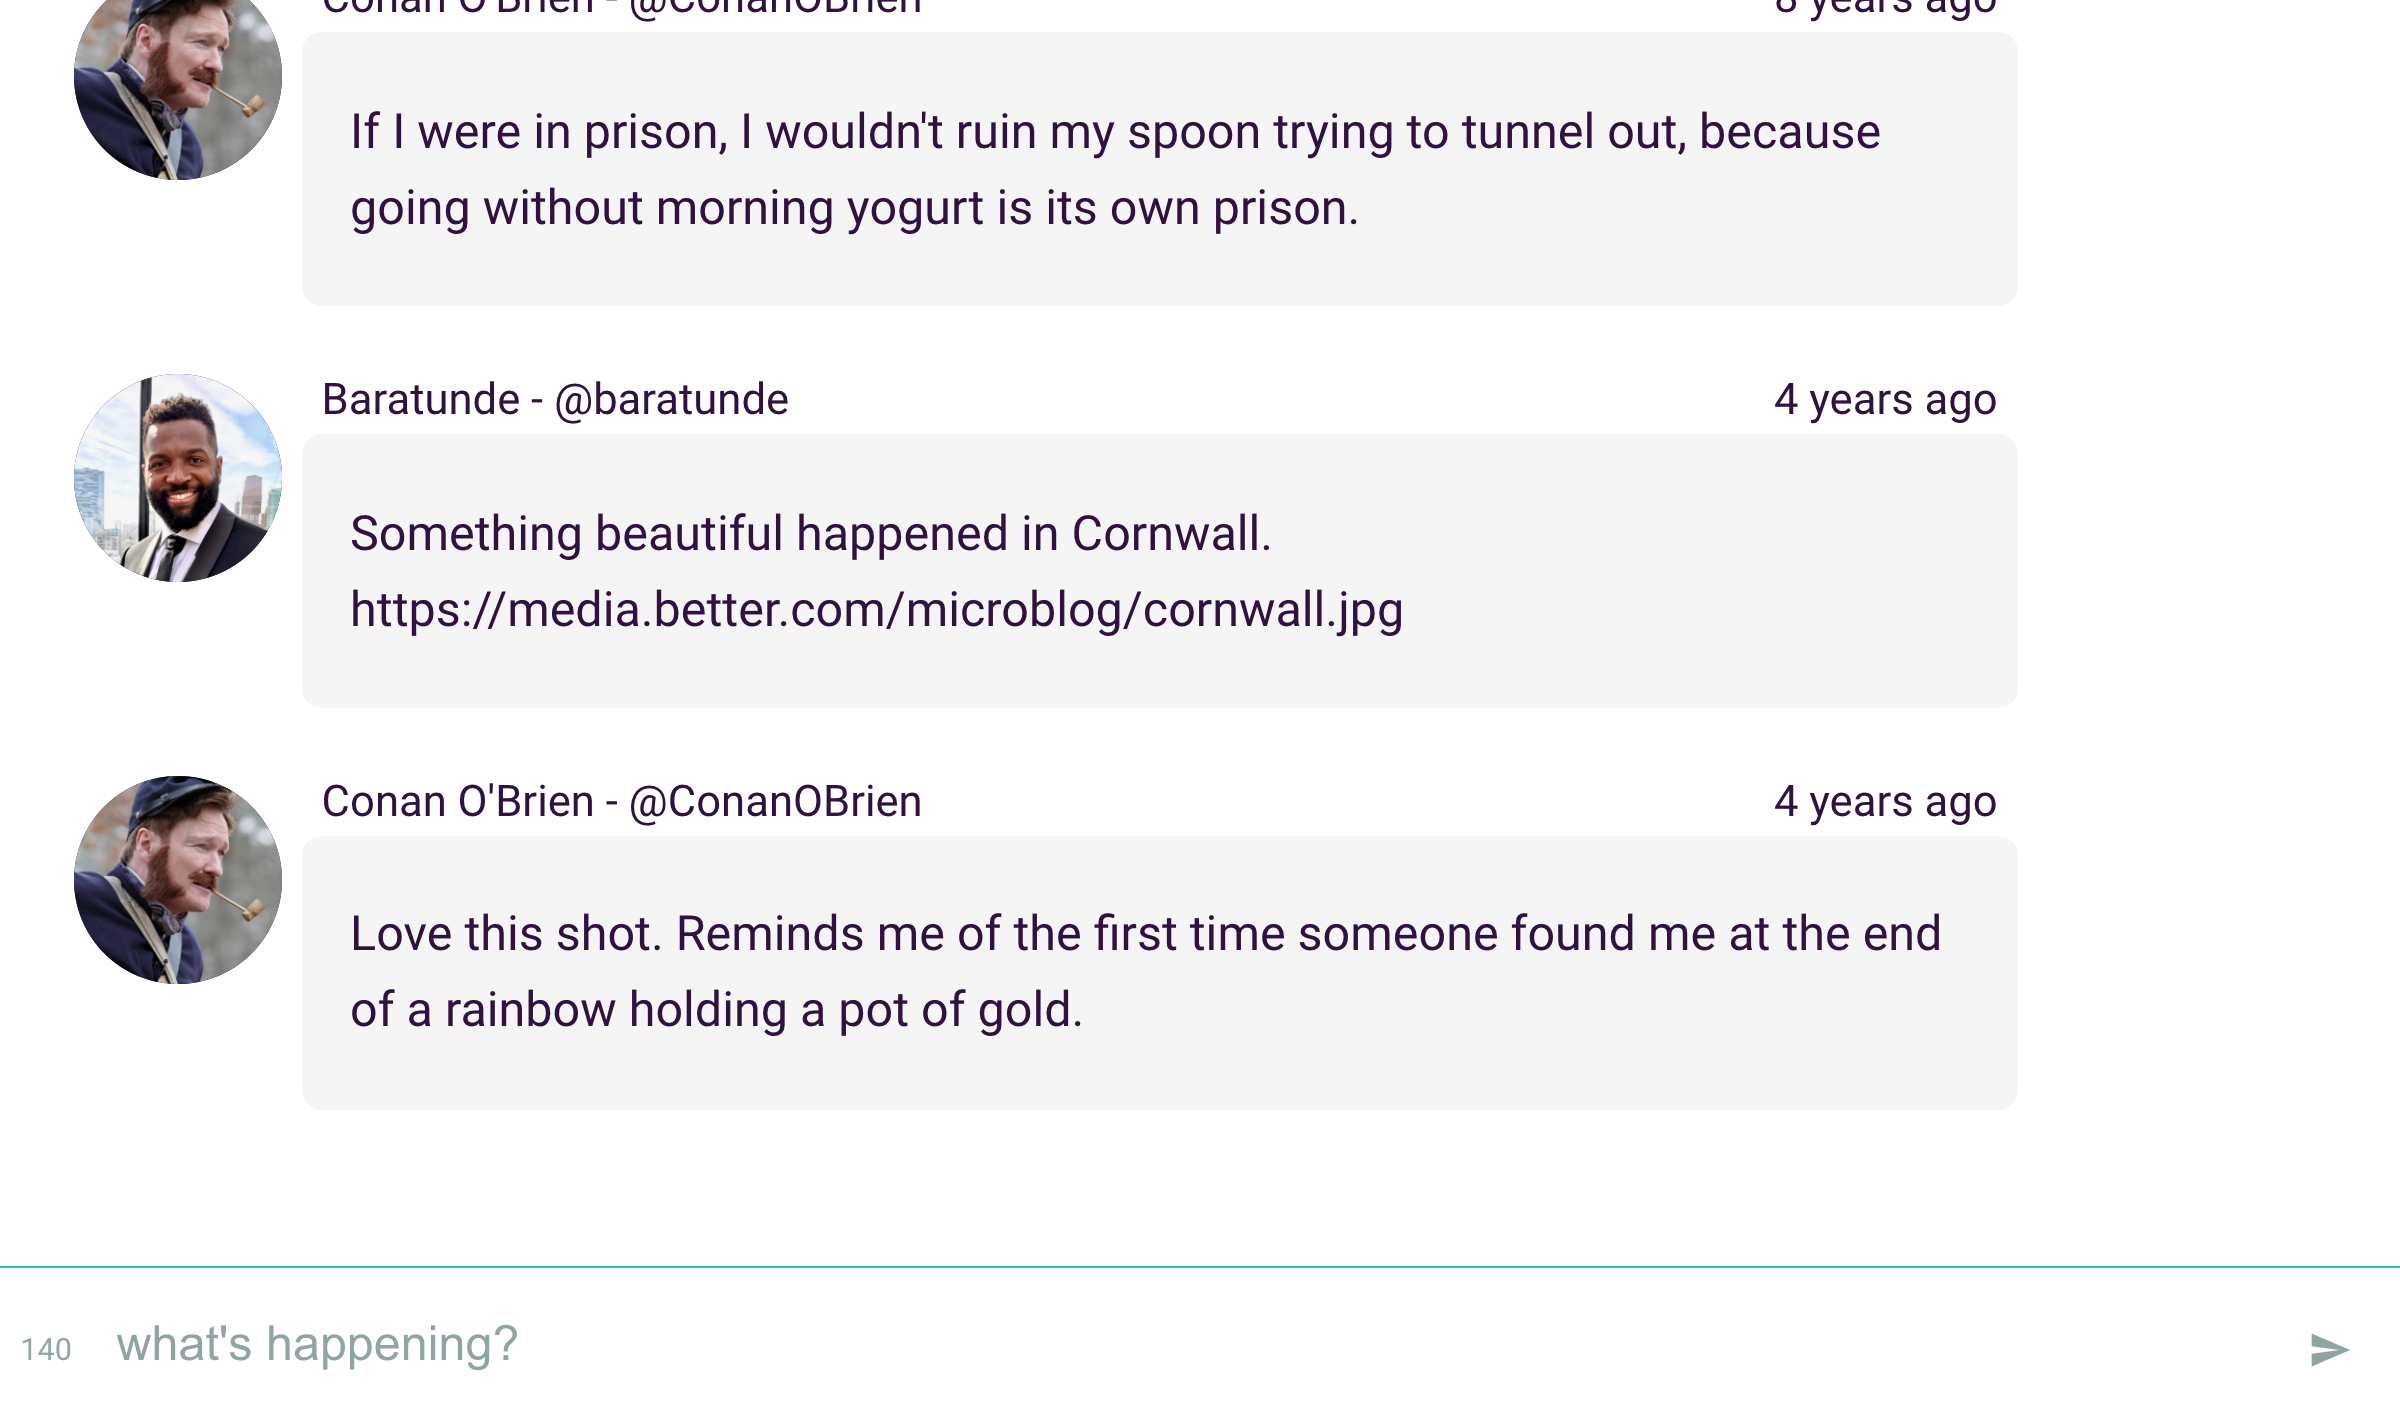 Conan O'Brien - @ConanOBrien 8 years ago
If I were in prison, I wouldn't ruin my spoon trying to tunnel out, because
going without morning yogurt is its own prison.
Baratunde - @baratunde 4 years ago
Something beautiful happened in Cornwall.
https://media.better.com/microblog/cornwall.jpg
Conan O'Brien - @ConanOBrien 4 years ago
Love this shot. Reminds me of the first time someone found me at the end
of a rainbow holding a pot of gold.
140 what's happening?